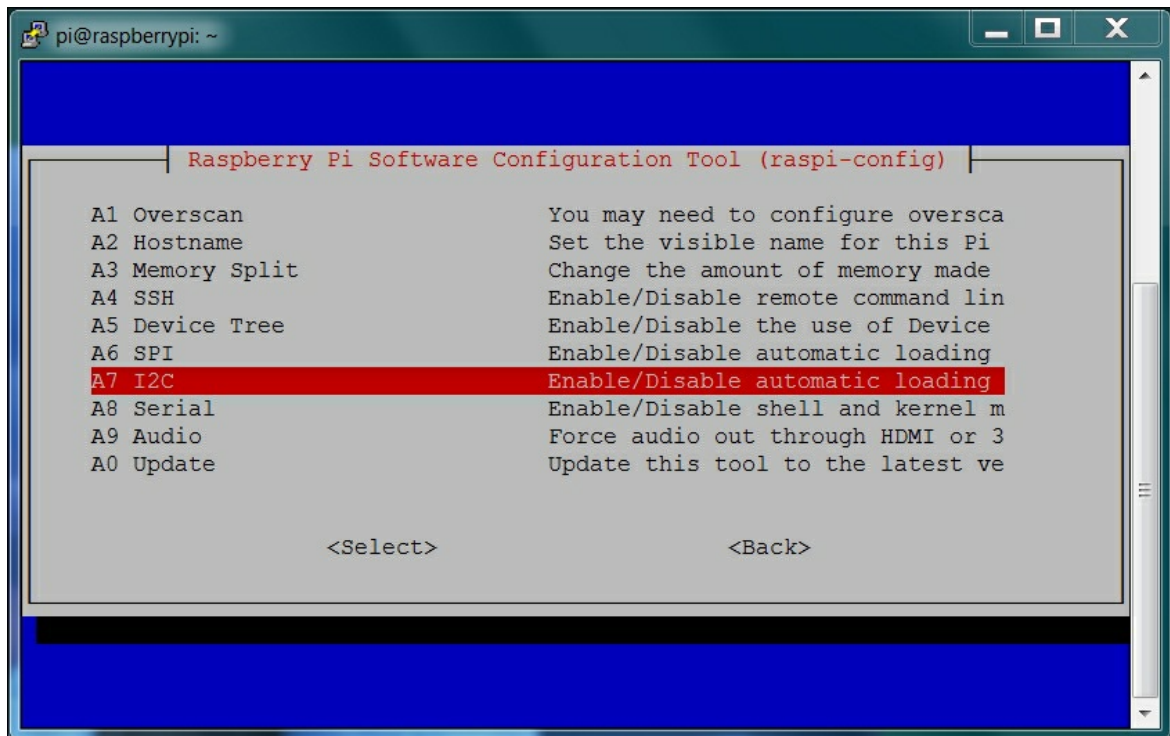 pi@raspberrypi: ~
Raspberry Pi Software Configuration Tool (raspi-config)
A1 Overscan You may need to configure oversca
A2 Hostname Set the visible name for this Pi
A3 Memory Split Change the amount of memory made
A4 SSH Enable/Disable remote command lin
A5 Device Tree Enable/Disable the use of Device
A6 SPI Enable/Disable automatic loading
A7 I2C Enable/Disable automatic loading
A8 Serial Enable/Disable shell and kernel m
A9 Audio Force audio out through HDMI or 3
A0 Update Update this tool to the latest ve
<Select> <Back>